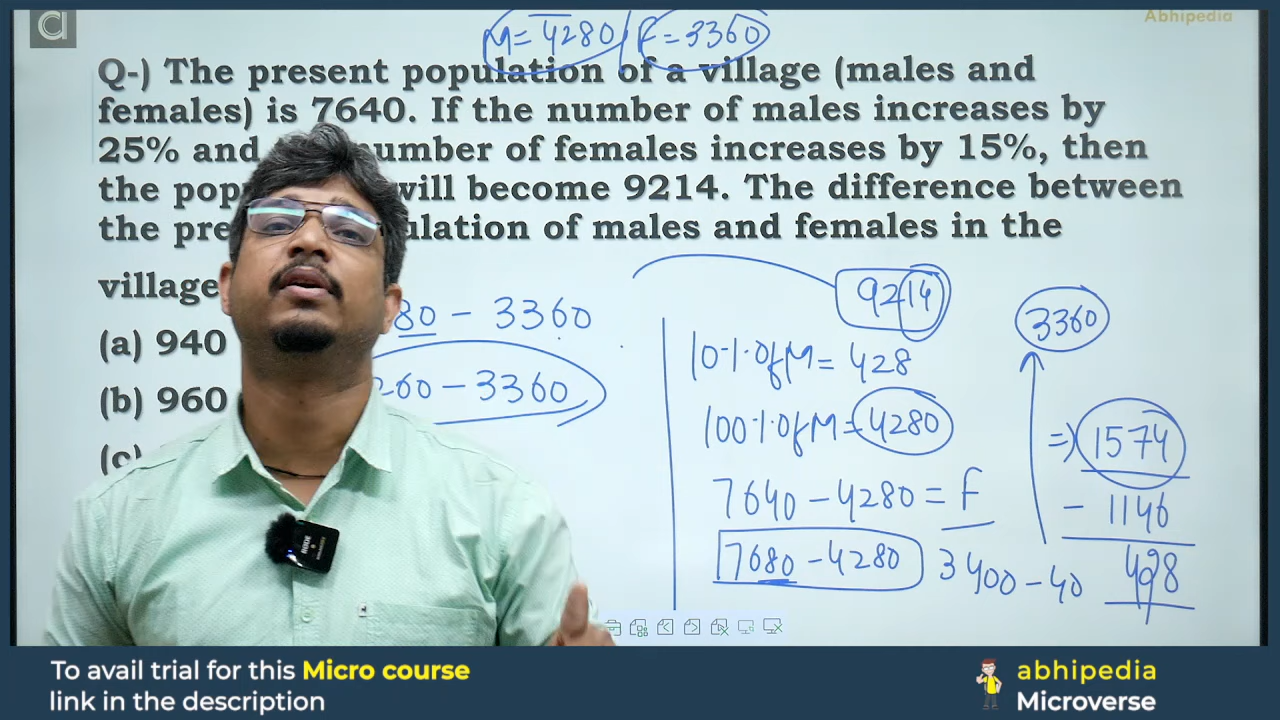 Abhipedia
M = 4280 / F = 3360
Q-) The present population of a village (males and
females) is 7640. If the number of males increases by
25% and number of females increases by 15%, then
the will become 9214. The difference between
the of males and females in the
village
(a) 940
(b) 960
(c)
80 - 3360
260 - 3360
9214
10% of M = 428
100% of M = 4280
7640 - 4280 = F
7680 - 4280 3400 - 40
3360
=> 1574
- 1146
428
To avail trial for this Micro course
link in the description
abhipedia
Microverse